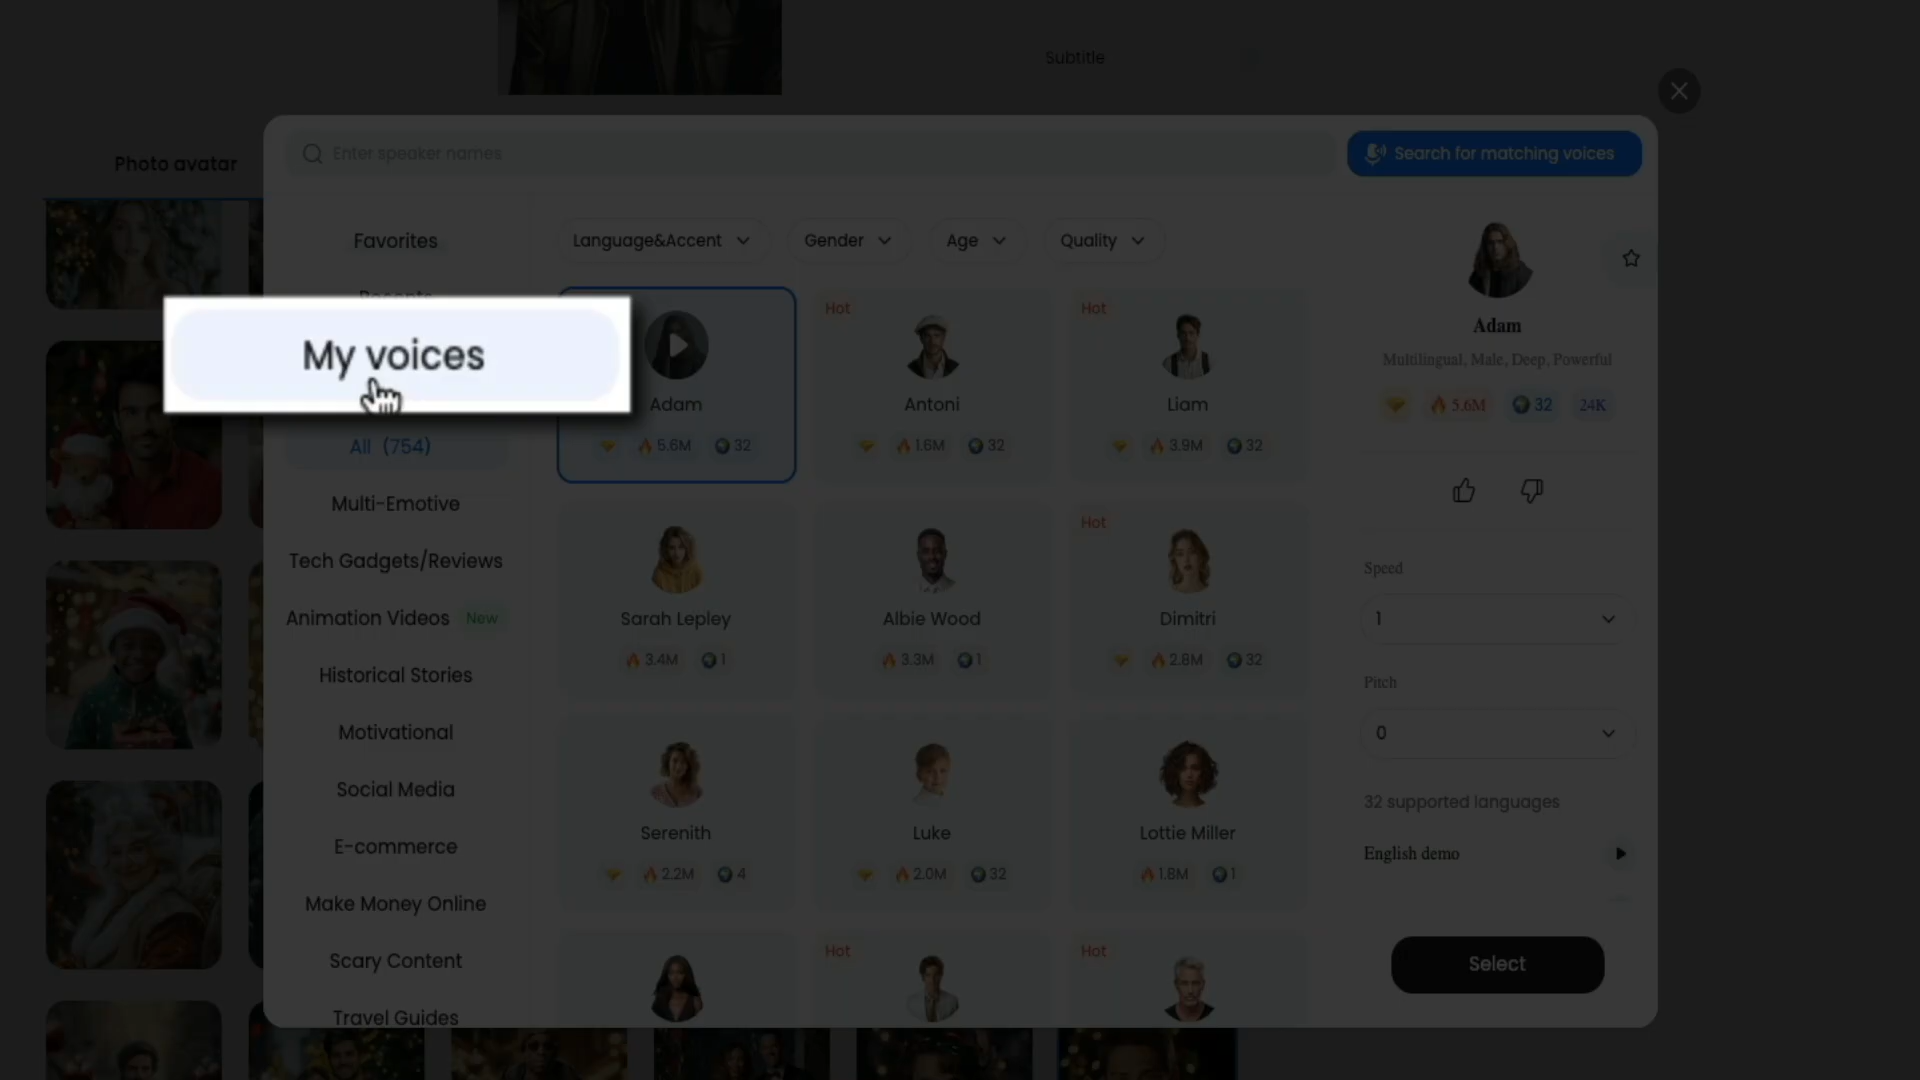 Subtitle
Photo avatar
Enter speaker names
Search for matching voices
Favorites
Recents
My voices
All (754)
Multi-Emotive
Tech Gadgets/Reviews
Animation Videos New
Historical Stories
Motivational
Social Media
E-commerce
Make Money Online
Scary Content
Travel Guides
Language&Accent
Gender
Age
Quality
Adam
5.6M 32
Hot
Antoni
1.6M 32
Hot
Liam
3.9M 32
Sarah Lepley
3.4M 1
Albie Wood
3.3M 1
Hot
Dimitri
2.8M 32
Serenith
2.2M 4
Luke
2.0M 32
Lottie Miller
1.8M 1
Hot
Hot
Adam
Multilingual, Male, Deep, Powerful
5.6M 32 24K
Speed
1
Pitch
0
32 supported languages
English demo
Select